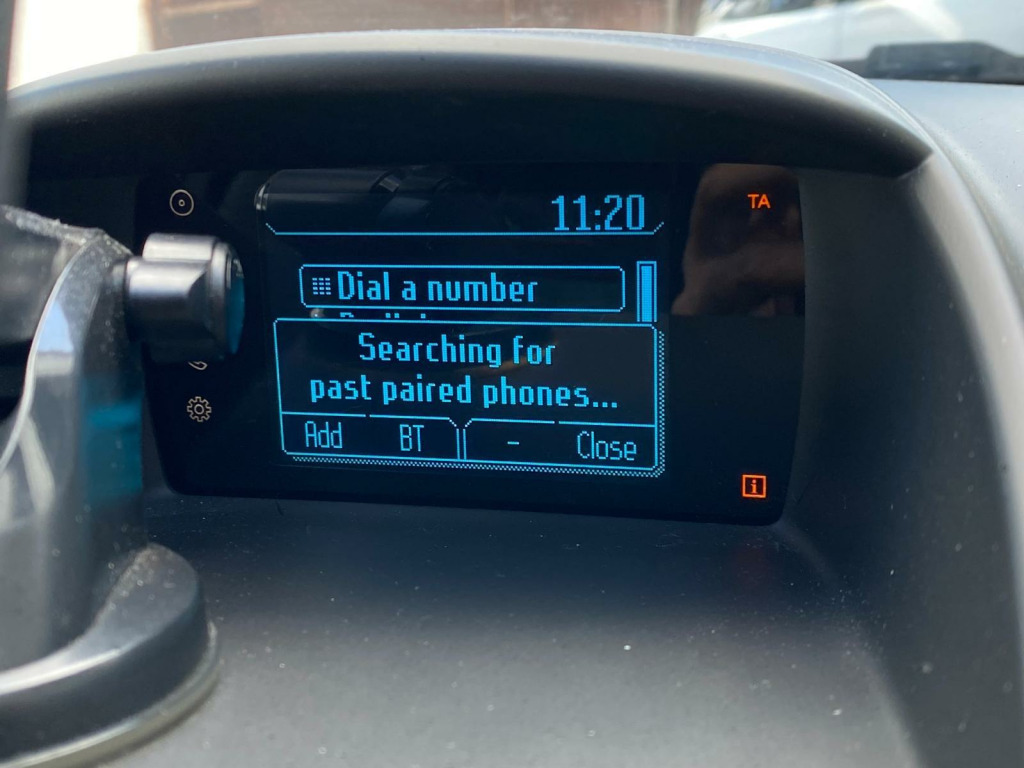 11:20
TA
Dial a number
Searching for
past paired phones...
Add BT - Close
i